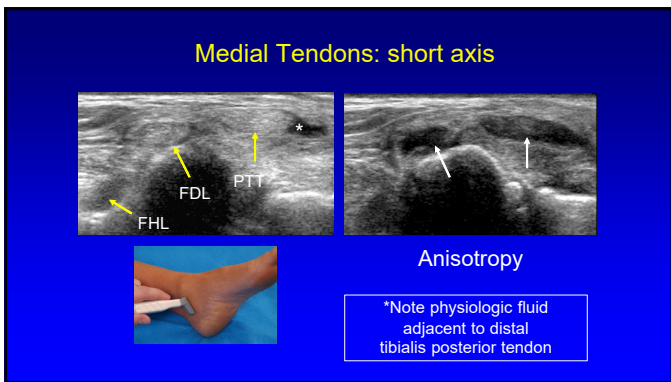 Medial Tendons: short axis
*
PTT
FDL
FHL
Anisotropy
*Note physiologic fluid
adjacent to distal
tibialis posterior tendon